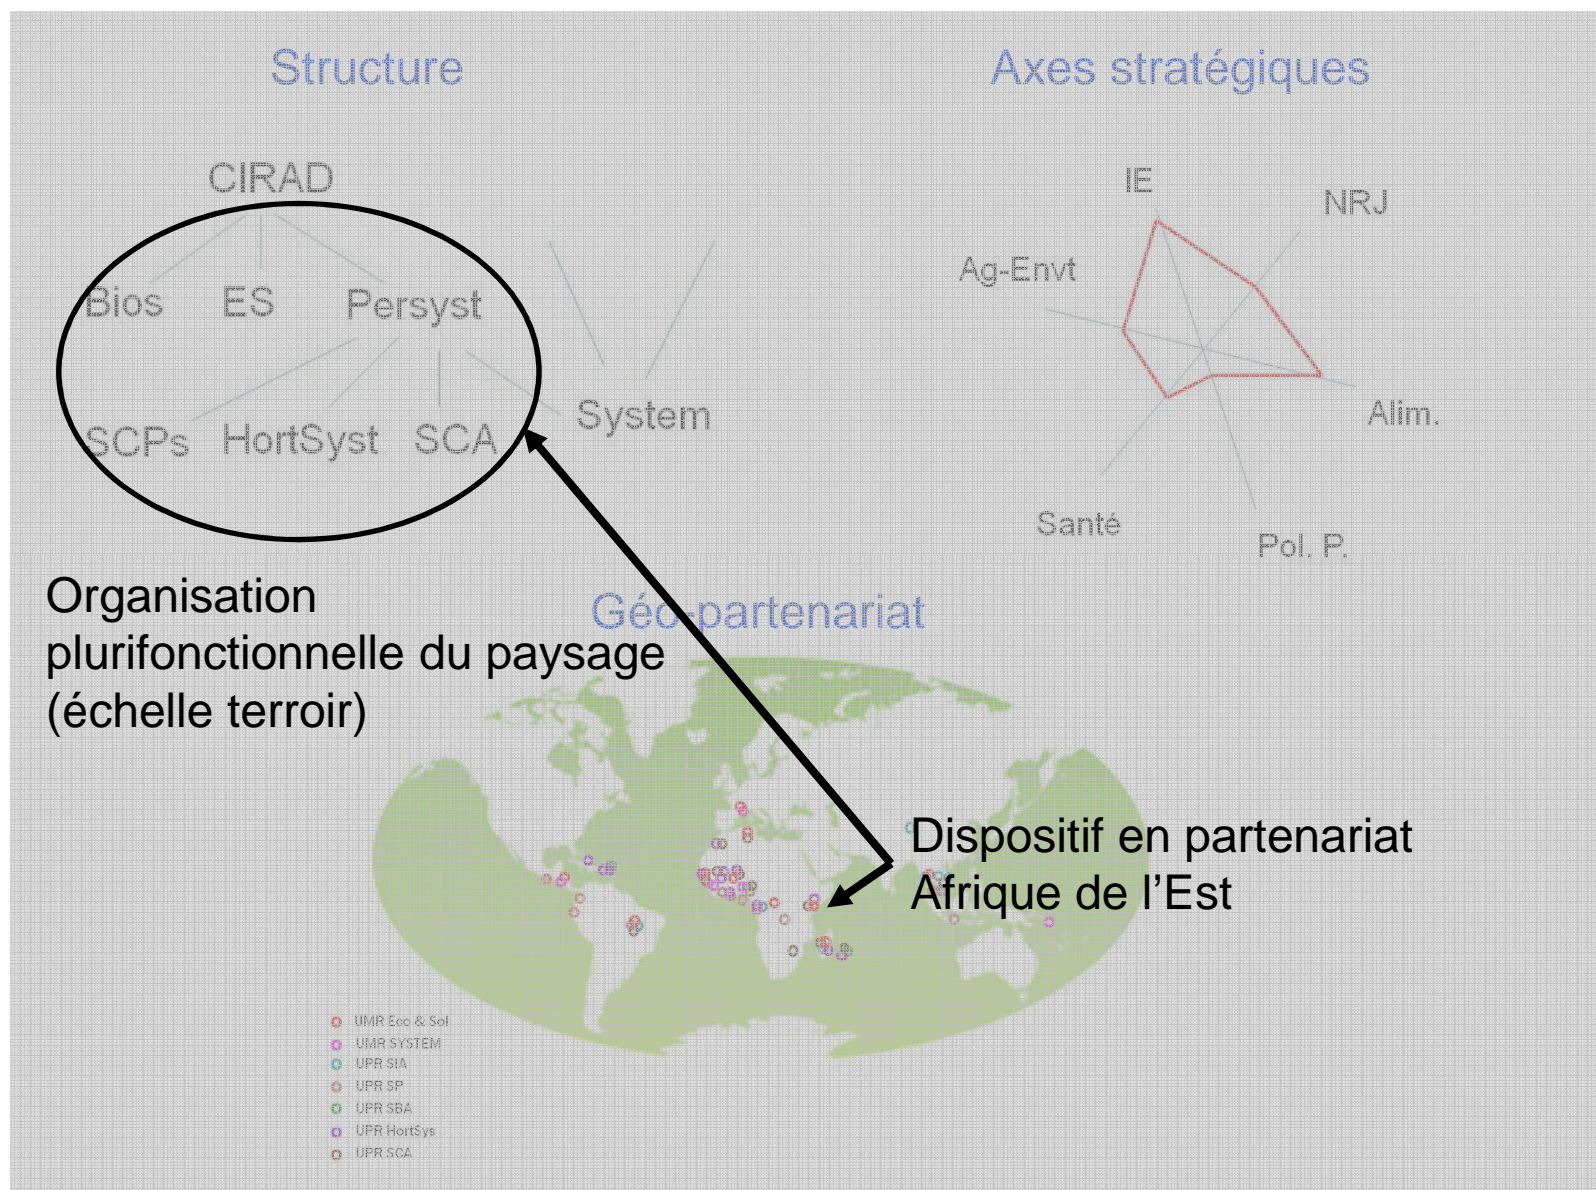 Structure
Axes stratégiques
CIRAD
Bios ES Persyst
SCPs HortSyst SCA
System
IE
NRJ
Ag-Envt
Alim.
Santé
Pol. P.
Organisation
plurifonctionnelle du paysage
(échelle terroir)
Géo-partenariat
Dispositif en partenariat
Afrique de l’Est
UMR Eco & Sol
UMR SYSTEM
UPR SIA
UPR SP
UPR SBA
UPR HortSys
UPR SCA